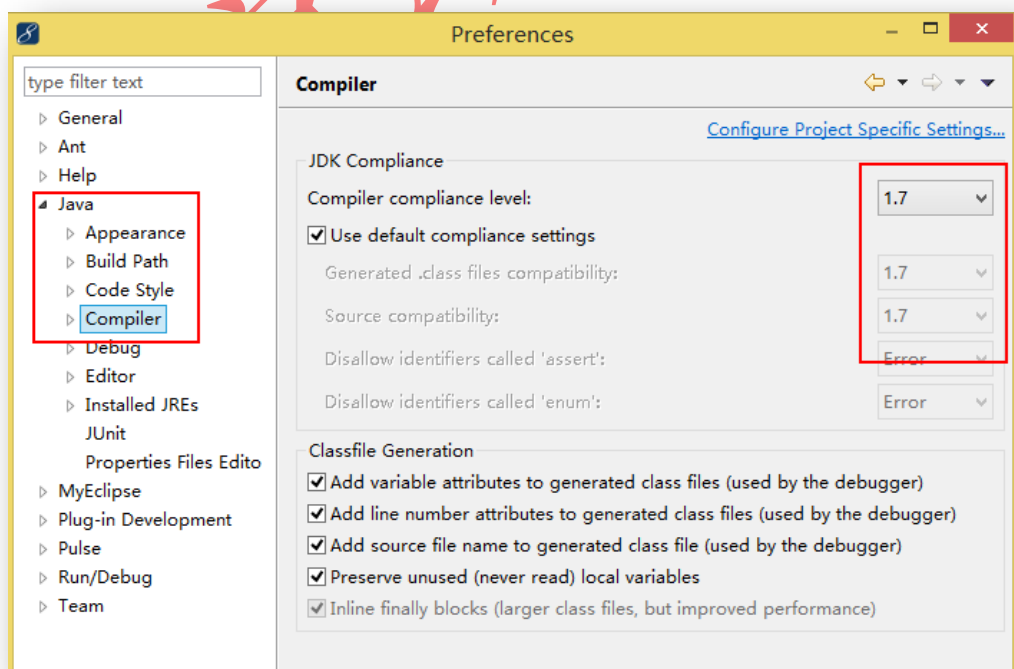 Preferences
type filter text
General
Ant
Help
Java
Appearance
Build Path
Code Style
Compiler
Debug
Editor
Installed JREs
JUnit
Properties Files Edito
MyEclipse
Plug-in Development
Pulse
Run/Debug
Team
Compiler
Configure Project Specific Settings...
JDK Compliance
Compiler compliance level: 1.7
Use default compliance settings
Generated .class files compatibility: 1.7
Source compatibility: 1.7
Disallow identifiers called 'assert': Error
Disallow identifiers called 'enum': Error
Classfile Generation
Add variable attributes to generated class files (used by the debugger)
Add line number attributes to generated class files (used by the debugger)
Add source file name to generated class file (used by the debugger)
Preserve unused (never read) local variables
Inline finally blocks (larger class files, but improved performance)